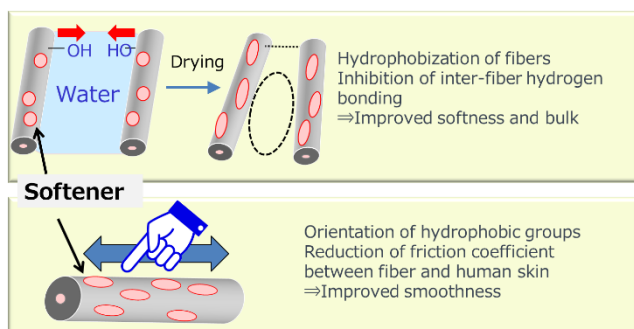 OH HO
Water
Drying
Hydrophobization of fibers
Inhibition of inter-fiber hydrogen
bonding
⇒Improved softness and bulk
Softener
Orientation of hydrophobic groups
Reduction of friction coefficient
between fiber and human skin
⇒Improved smoothness